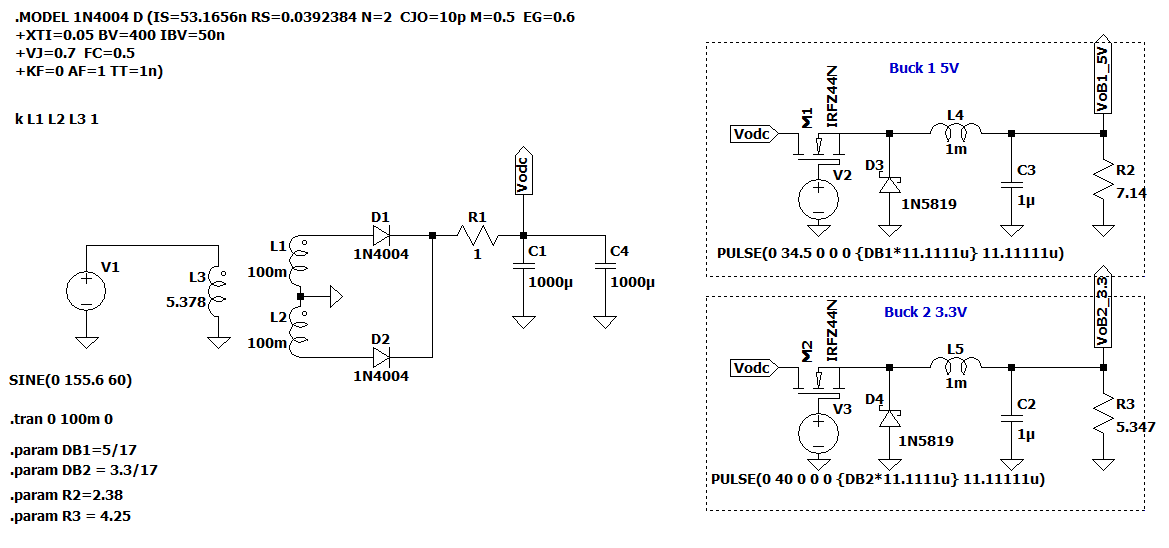 .MODEL 1N4004 D (IS=53.1656n RS=0.0392384 N=2 CJO=10p M=0.5 EG=0.6
+XTI=0.05 BV=400 IBV=50n
+VJ=0.7 FC=0.5
+KF=0 AF=1 TT=1n)
k L1 L2 L3 1
V1
SINE(0 155.6 60)
L3
5.378
L1
100m
L2
100m
D1
1N4004
D2
1N4004
R1
1
Vodc
C1
1000µ
C4
1000µ
.tran 0 100m 0
.param DB1=5/17
.param DB2 = 3.3/17
.param R2=2.38
.param R3 = 4.25
Buck 1 5V
VoB1_5V
Vodc
M1
IRFZ44N
V2
D3
1N5819
L4
1m
C3
1µ
R2
7.14
PULSE(0 34.5 0 0 0 {DB1*11.1111u} 11.11111u)
Buck 2 3.3V
VoB2_3.3
Vodc
M2
IRFZ44N
V3
D4
1N5819
L5
1m
C2
1µ
R3
5.347
PULSE(0 40 0 0 0 {DB2*11.1111u} 11.11111u)